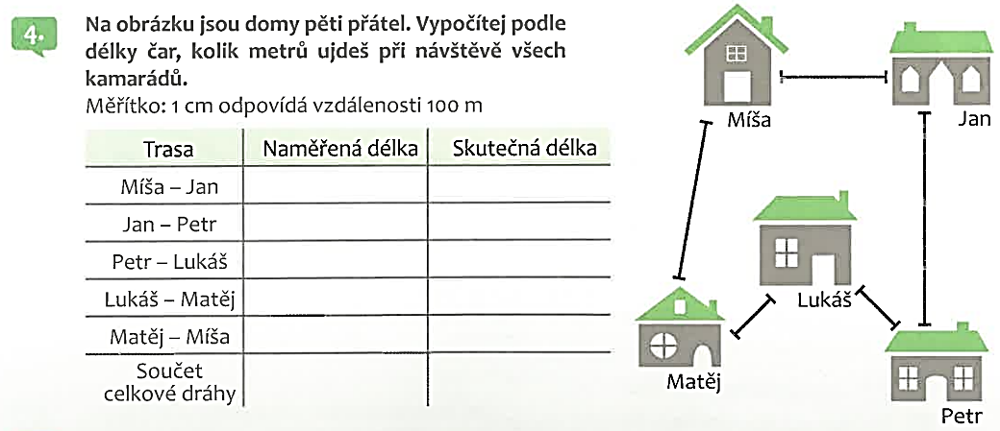 4.
Na obrázku jsou domy pěti přátel. Vypočítej podle
délky čar, kolik metrů ujdeš při návštěvě všech
kamarádů.
Měřítko: 1 cm odpovídá vzdálenosti 100 m
Trasa Naměřená délka Skutečná délka
Míša – Jan
Jan – Petr
Petr – Lukáš
Lukáš – Matěj
Matěj – Míša
Součet
celkové dráhy
Míša
Jan
Lukáš
Matěj
Petr